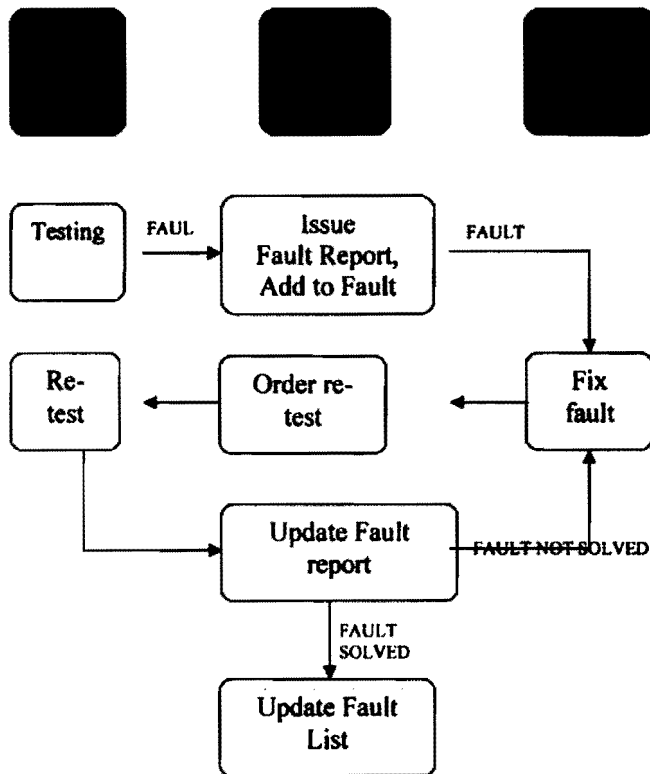 Testing
FAUL
Issue
Fault Report,
Add to Fault
FAULT
Re-
test
Order re-
test
Fix
fault
Update Fault
report
FAULT NOT SOLVED
FAULT
SOLVED
Update Fault
List